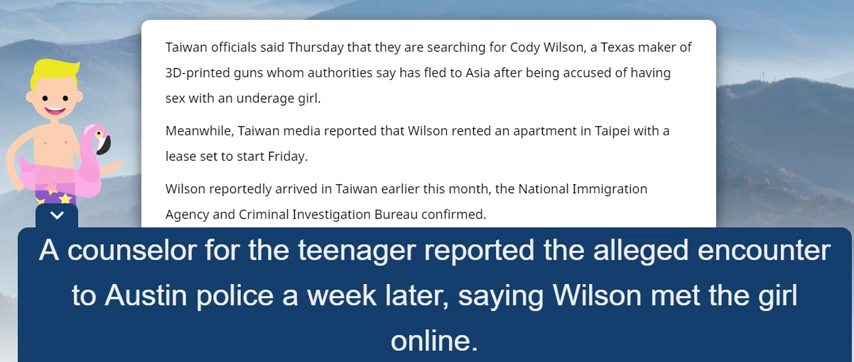 Taiwan officials said Thursday that they are searching for Cody Wilson, a Texas maker of
3D-printed guns whom authorities say has fled to Asia after being accused of having
sex with an underage girl.
Meanwhile, Taiwan media reported that Wilson rented an apartment in Taipei with a
lease set to start Friday.
Wilson reportedly arrived in Taiwan earlier this month, the National Immigration
Agency and Criminal Investigation Bureau confirmed.
A counselor for the teenager reported the alleged encounter
to Austin police a week later, saying Wilson met the girl
online.